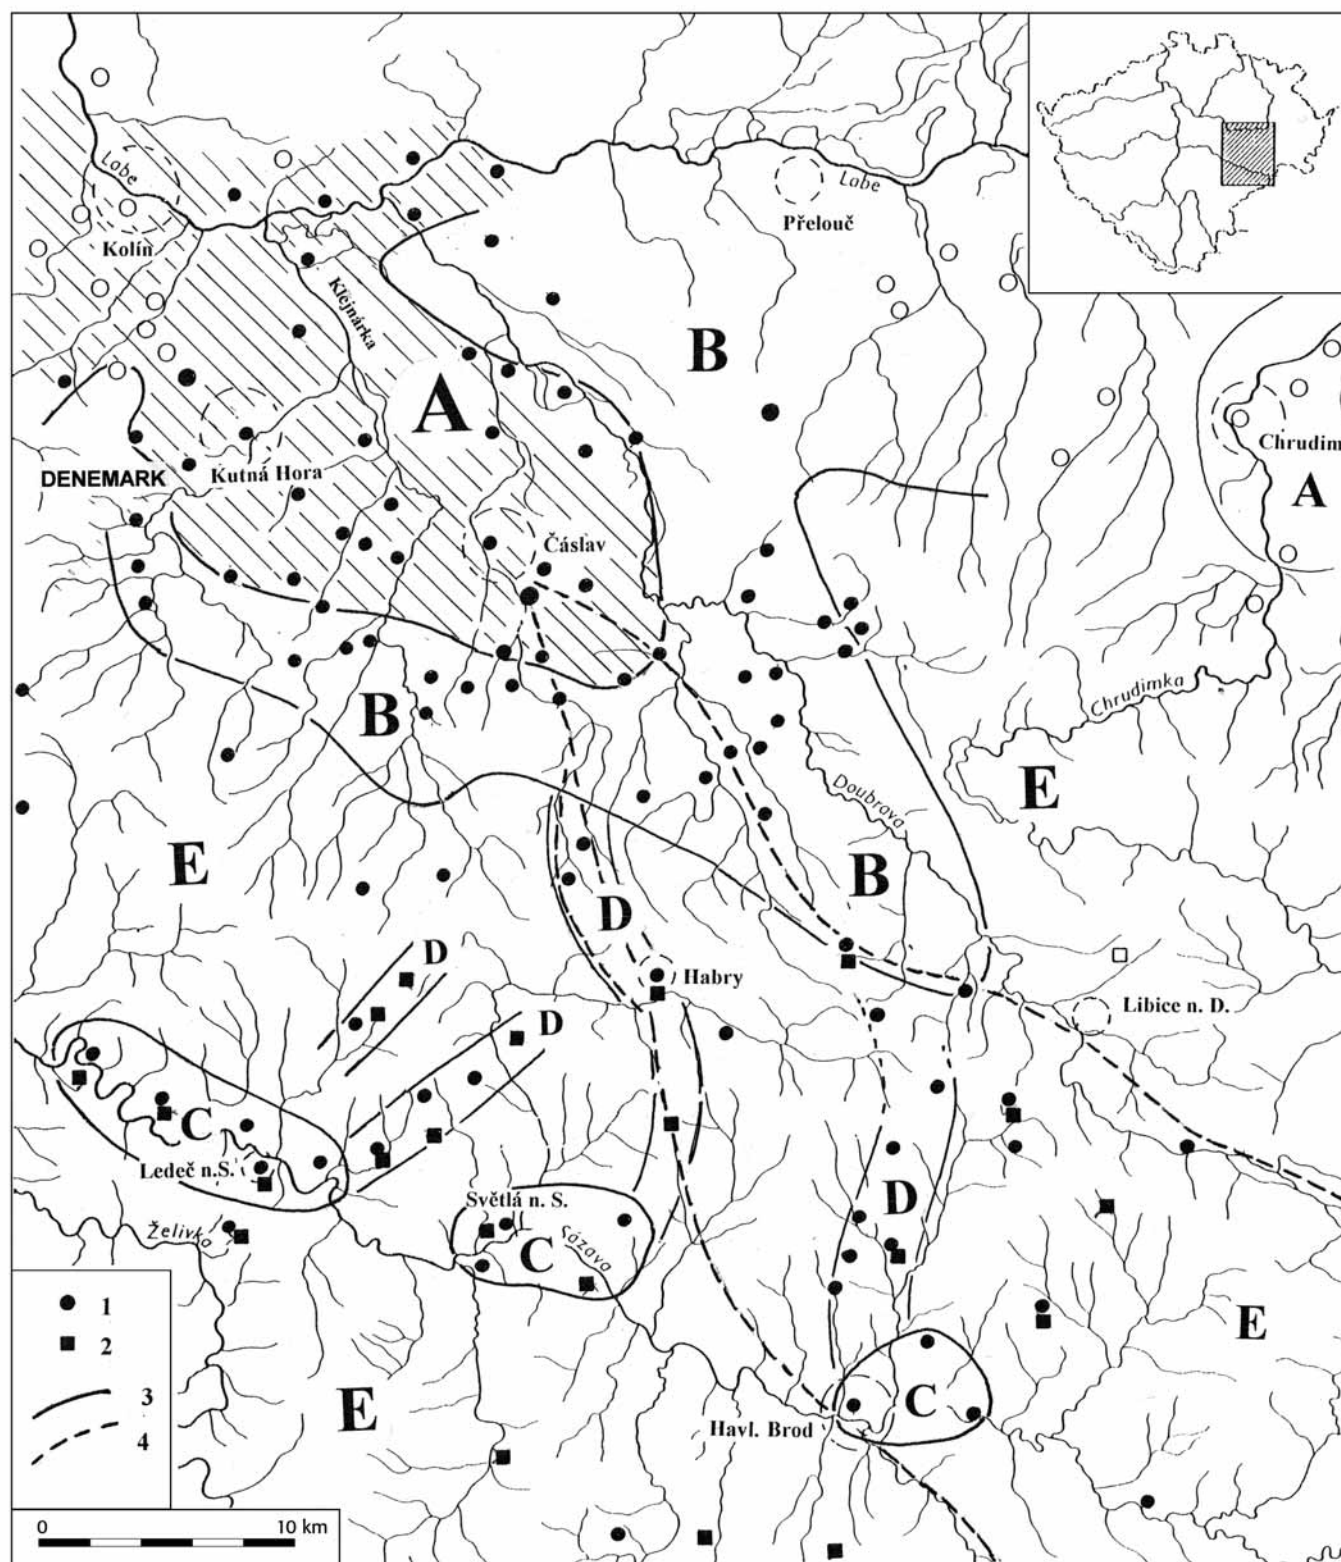 Labe
Kolín
Klejnárka
Labe
Přelouč
B
A
Chrudim
A
DENEMARK
Kutná Hora
Čáslav
B
Chrudimka
E
Doubrava
E
B
D
D
Habry
Libice n. D.
D
C
Ledeč n.S.
Světlá n. S.
Želivka
C
Sázava
D
E
E
C
Havl. Brod
1
2
3
4
0 10 km